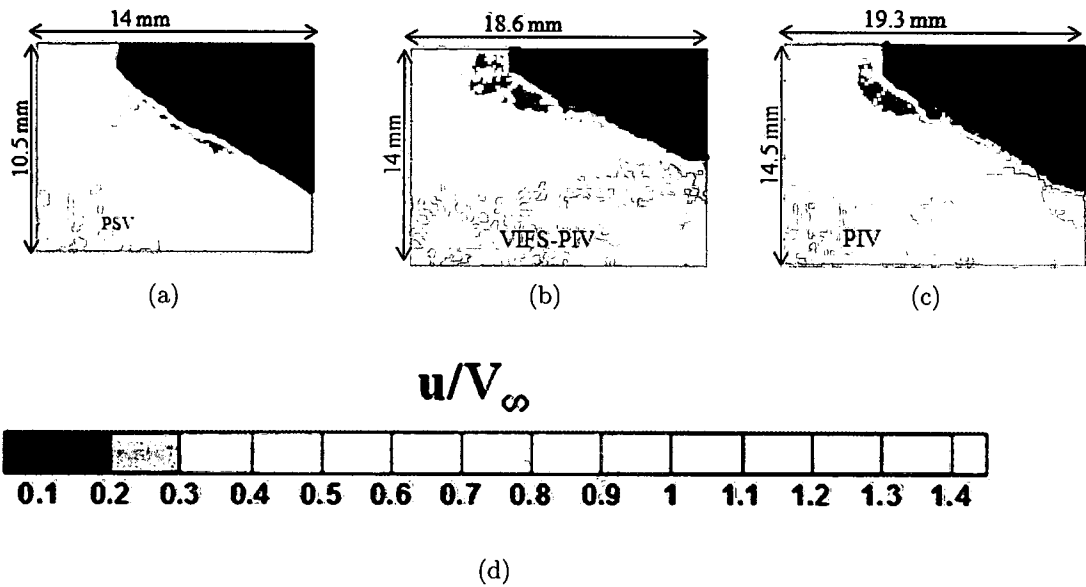 14 mm
18.6 mm
19.3 mm
10.5 mm
14 mm
14.5 mm
PSV
VIFS-PIV
PIV
(a)
(b)
(c)
u/V∞
0.1 0.2 0.3 0.4 0.5 0.6 0.7 0.8 0.9 1 1.1 1.2 1.3 1.4
(d)